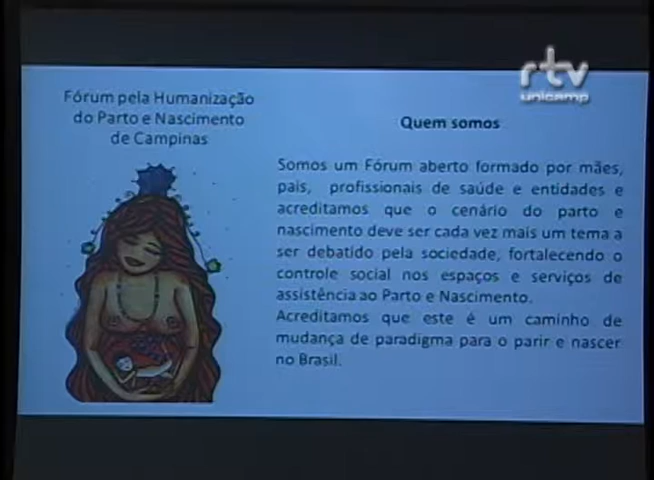 rtv
unicamp
Fórum pela Humanização
do Parto e Nascimento
de Campinas
Quem somos
Somos um Fórum aberto formado por mães,
pais, profissionais de saúde e entidades e
acreditamos que o cenário do parto e
nascimento deve ser cada vez mais um tema a
ser debatido pela sociedade, fortalecendo o
controle social nos espaços e serviços de
assistência ao Parto e Nascimento.
Acreditamos que este é um caminho de
mudança de paradigma para o parir e nascer
no Brasil.